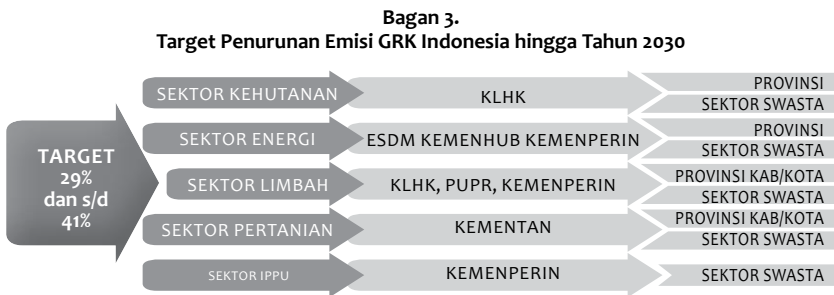 Bagan 3.
Target Penurunan Emisi GRK Indonesia hingga Tahun 2030
TARGET
29%
dan s/d
41%
SEKTOR KEHUTANAN
KLHK
PROVINSI
SEKTOR SWASTA
SEKTOR ENERGI
ESDM KEMENHUB KEMENPERIN
PROVINSI
SEKTOR SWASTA
SEKTOR LIMBAH
KLHK, PUPR, KEMENPERIN
PROVINSI KAB/KOTA
SEKTOR SWASTA
SEKTOR PERTANIAN
KEMENTAN
PROVINSI KAB/KOTA
SEKTOR SWASTA
SEKTOR IPPU
KEMENPERIN
SEKTOR SWASTA